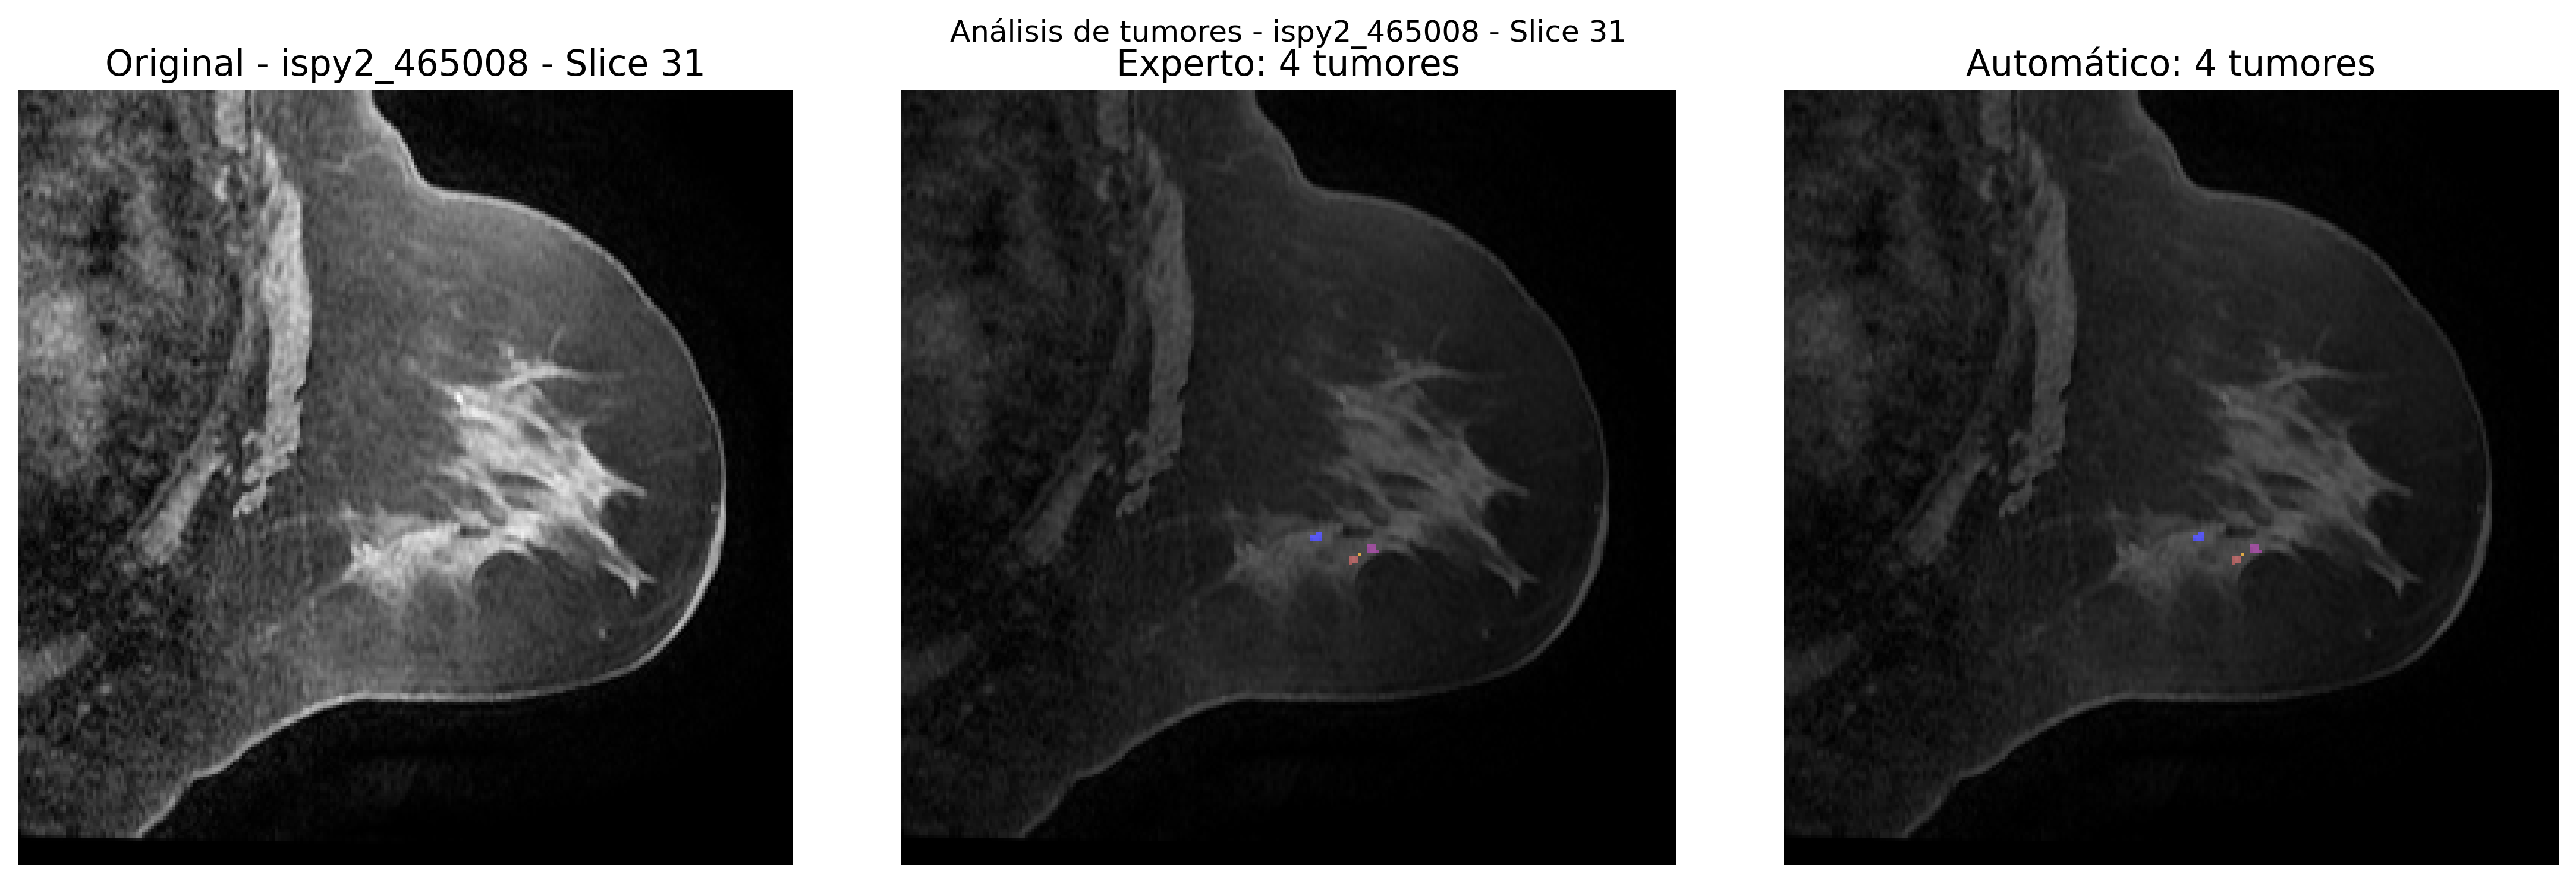 Análisis de tumores - ispy2_465008 - Slice 31
Original - ispy2_465008 - Slice 31
Experto: 4 tumores
Automático: 4 tumores